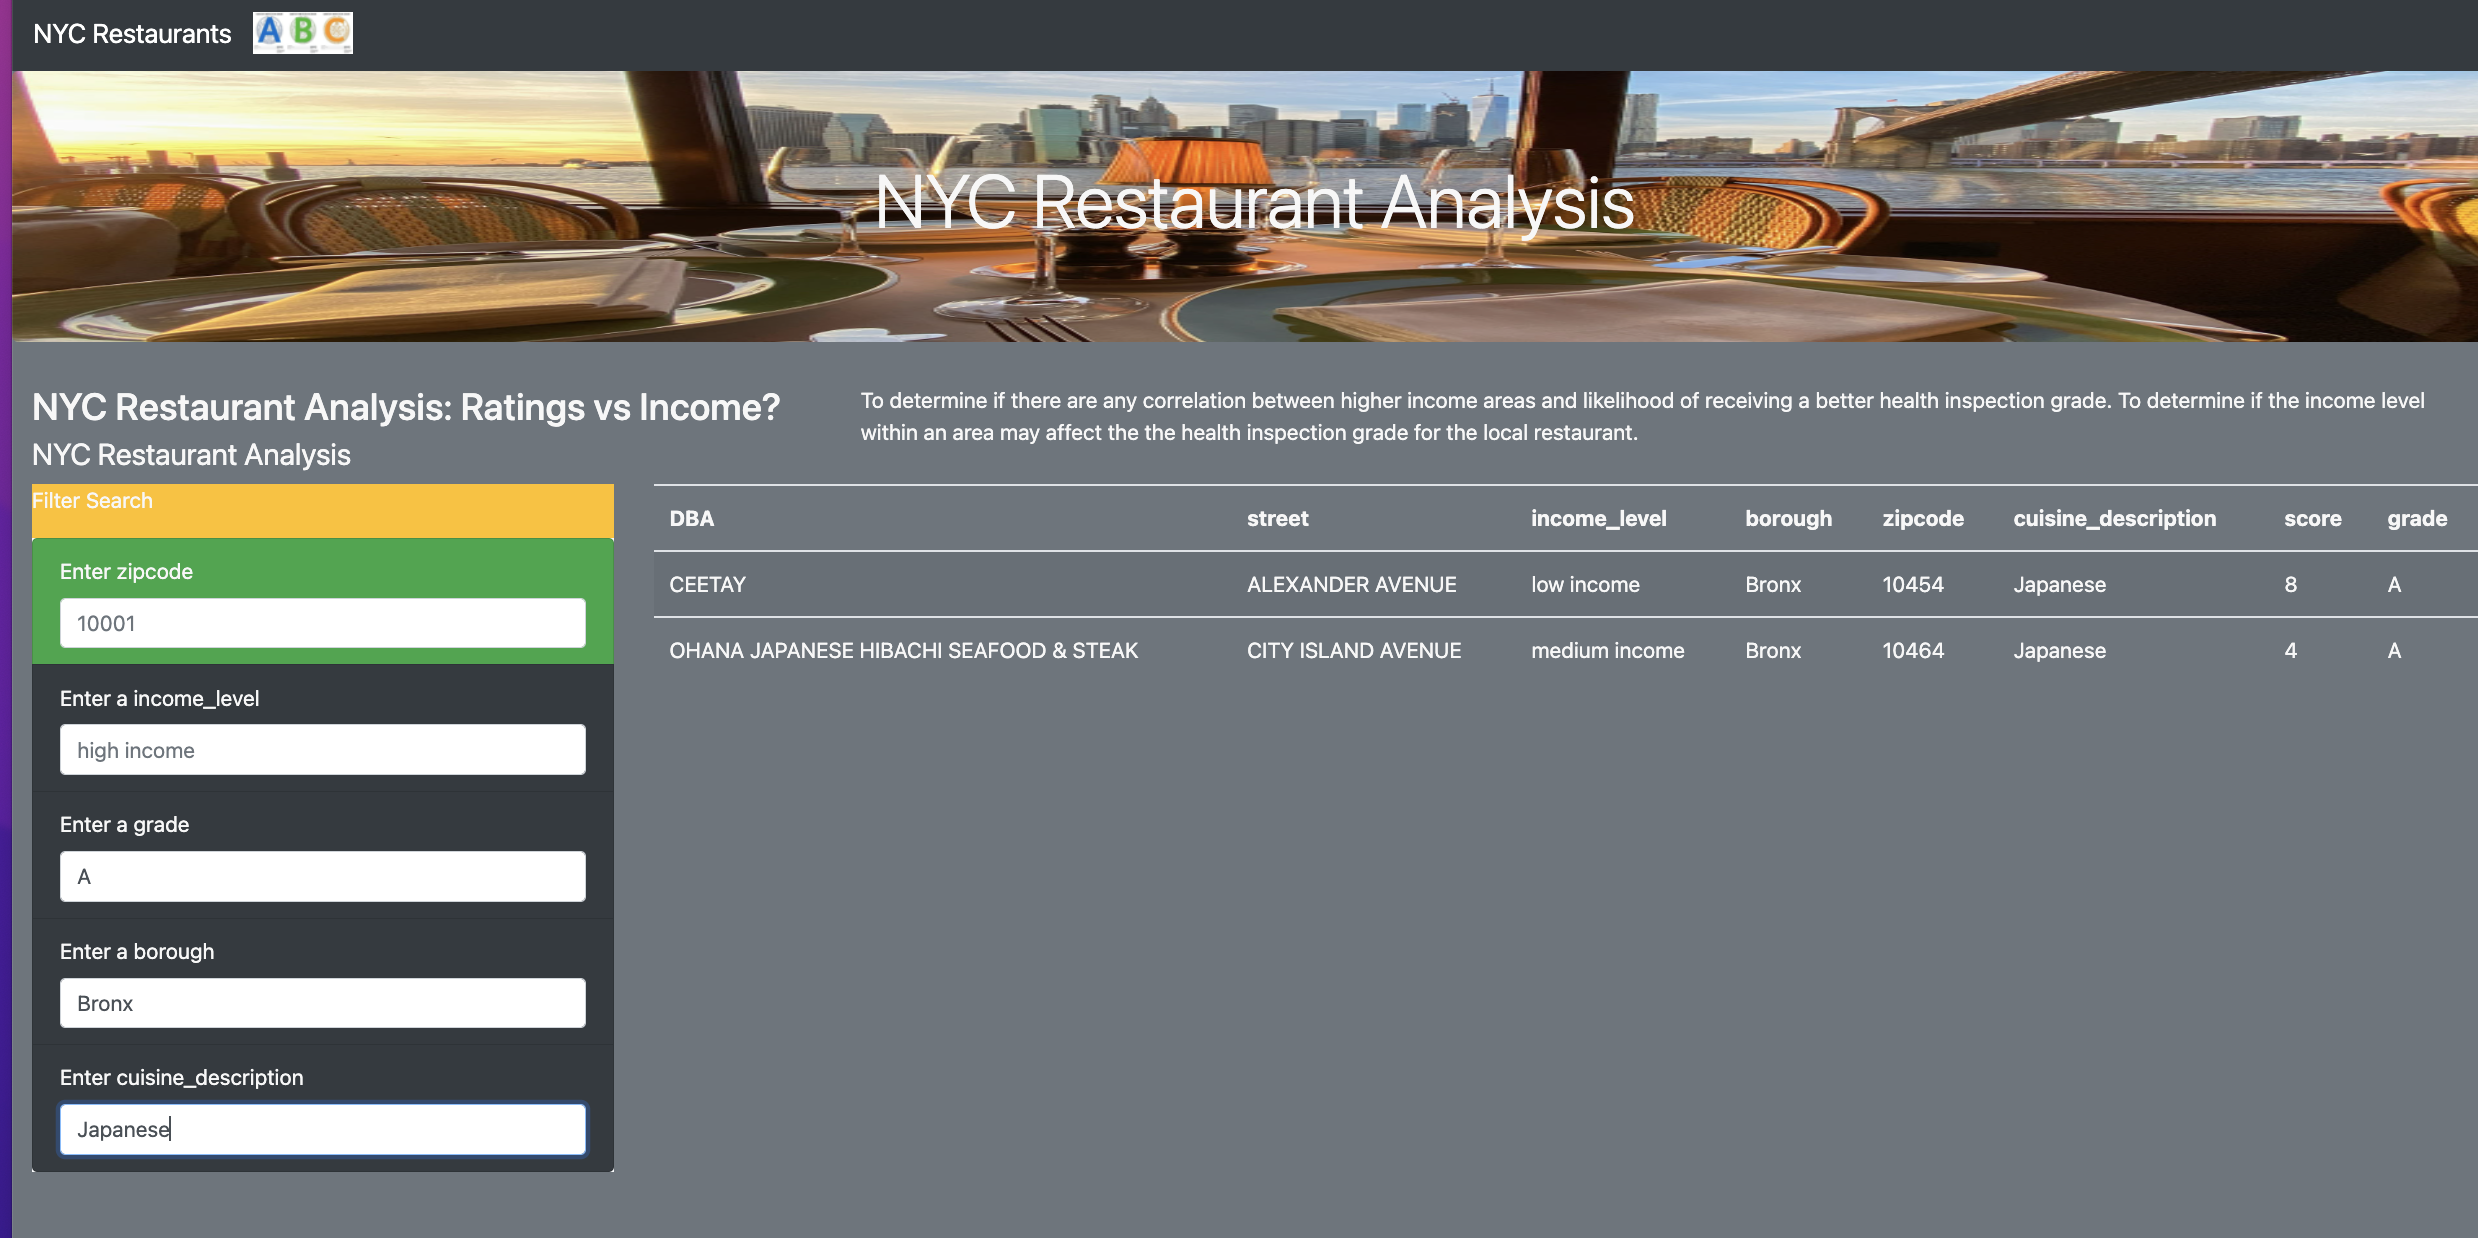 NYC Restaurants
A B C
NYC Restaurant Analysis
NYC Restaurant Analysis: Ratings vs Income?
NYC Restaurant Analysis
To determine if there are any correlation between higher income areas and likelihood of receiving a better health inspection grade. To determine if the income level
within an area may affect the the health inspection grade for the local restaurant.
Filter Search
Enter zipcode
10001
Enter a income_level
high income
Enter a grade
A
Enter a borough
Bronx
Enter cuisine_description
Japanese
DBA street income_level borough zipcode cuisine_description score grade
CEETAY ALEXANDER AVENUE low income Bronx 10454 Japanese 8 A
OHANA JAPANESE HIBACHI SEAFOOD & STEAK CITY ISLAND AVENUE medium income Bronx 10464 Japanese 4 A